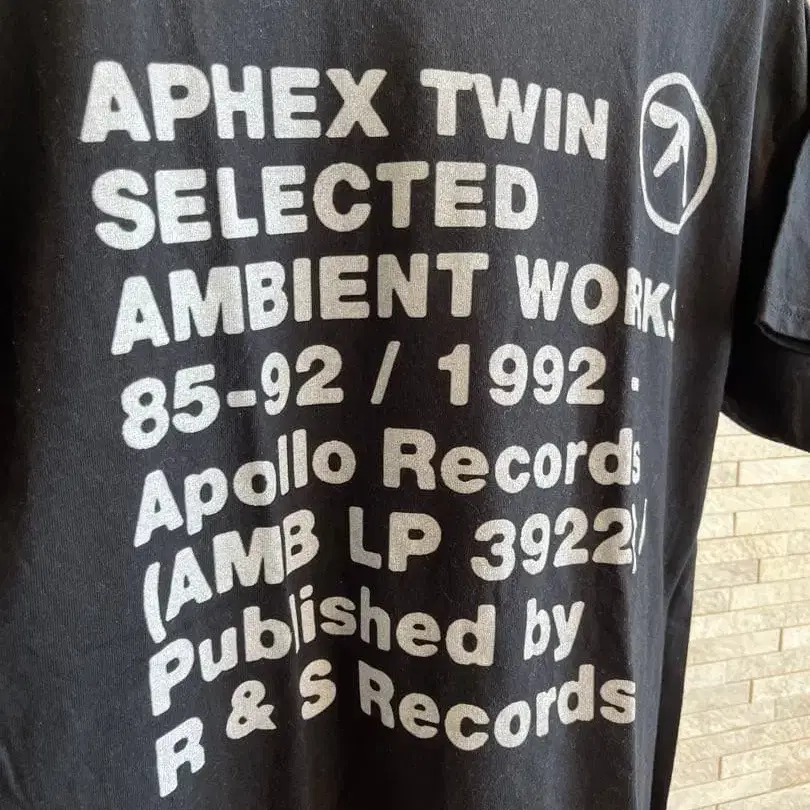 APHEX TWIN
SELECTED
AMBIENT WORKS
85-92 / 1992 -
Apollo Records
(AMB LP 3922) /
Published by
R & S Records